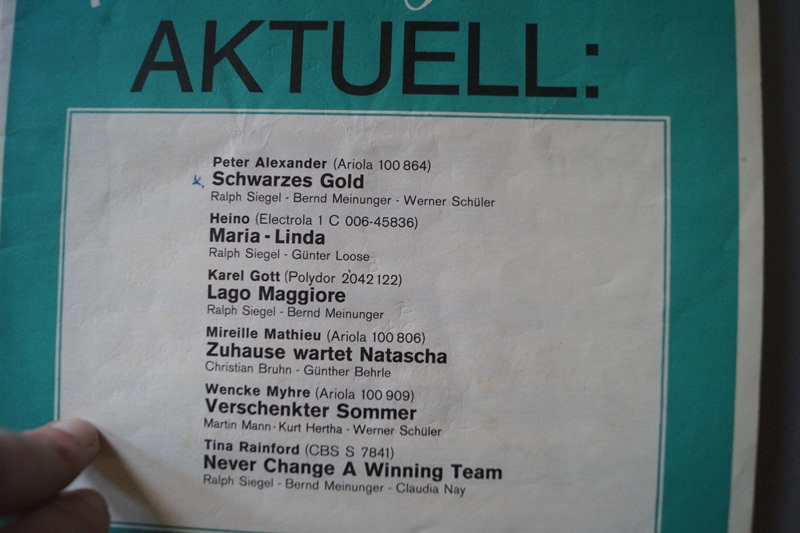 AKTUELL:
Peter Alexander (Ariola 100 864)
Schwarzes Gold
Ralph Siegel - Bernd Meinunger - Werner Schüler
Heino (Electrola 1 C 006-45836)
Maria - Linda
Ralph Siegel - Günter Loose
Karel Gott (Polydor 2042 122)
Lago Maggiore
Ralph Siegel - Bernd Meinunger
Mireille Mathieu (Ariola 100 806)
Zuhause wartet Natascha
Christian Bruhn - Günther Behrle
Wencke Myhre (Ariola 100 909)
Verschenkter Sommer
Martin Mann - Kurt Hertha - Werner Schüler
Tina Rainford (CBS S 7841)
Never Change A Winning Team
Ralph Siegel - Bernd Meinunger - Claudia Nay